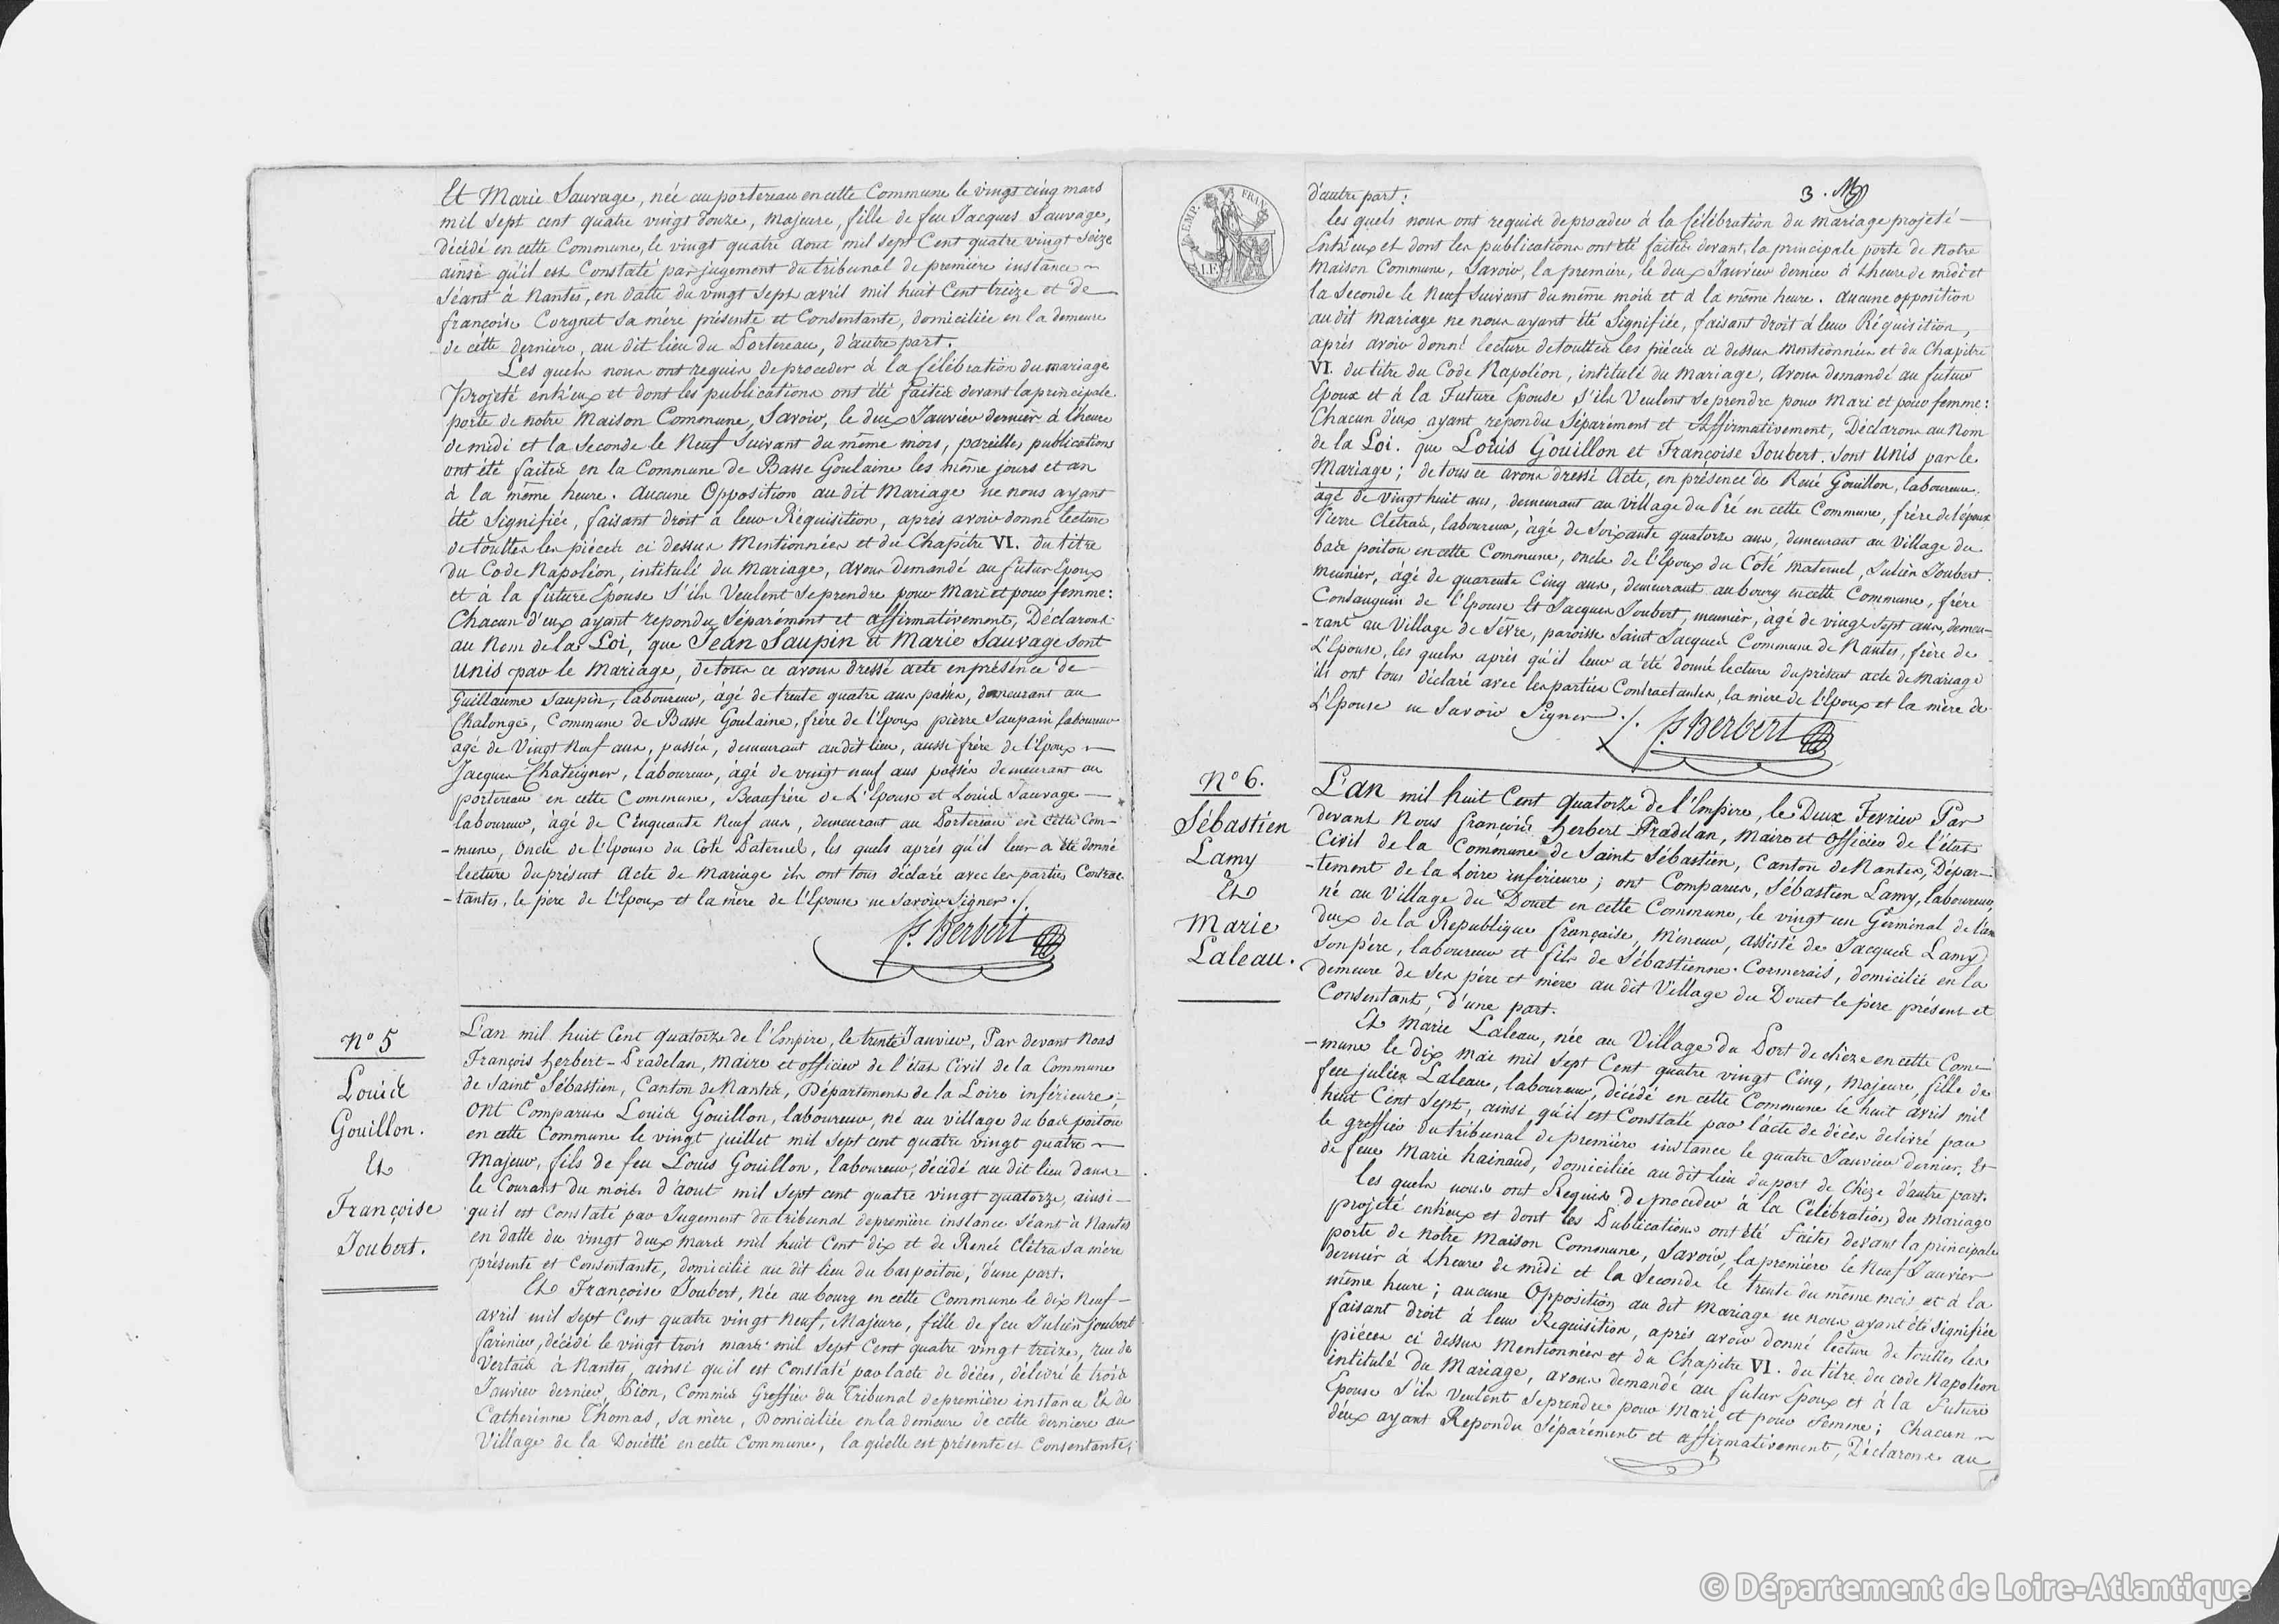 Et Marie Sauvage, née au portereau en cette Commune le vingt cinq mars
mil sept cent quatre vingt douze, majeure, fille de feu Jacques Sauvage,
décédé en cette Commune, le vingt quatre aout mil sept Cent quatre vingt seize
ainsi qu'il est Constaté par jugement du tribunal de première instance
Séant à Nantes, en datte du vingt sept avril mil huit Cent treize et de
françoise Corgnet sa mère présente et Consentante, domiciliée en la demeure
de cette derniere, au dit lieu du Portereau, d'autre part.
Les quels nous ont requis de proceder à la Célébration du mariage
Projeté entr'eux et dont les publications ont été faites devant la principale
porte de notre Maison Commune, Savoir, le deux Janvier dernier à l'heure
de midi et la seconde le Neuf suivant du même mois, pareilles publications
ont été faites en la Commune de Basse Goulaine les même jours et an
à la même heure. Aucune Opposition au dit Mariage ne nous ayant
été Signifiée, faisant droit à leur Réquisition, après avoir donné lecture
de touttes les pièces ci dessus Mentionnées et du Chapitre VI. du titre
du Code Napoléon, intitulé du Mariage, avons demandé au futur Epoux
et à la future Epouse s'ils Veulent se prendre pour Mari et pour femme:
Chacun d'eux ayant repondu Séparément et affirmativement, Déclarons
au Nom de la Loi, que Jean Saupin et Marie Sauvage sont
unis par le Mariage, de tous ce avons dressé acte en présence de
Guillaume Saupin, laboureur, âgé de trente quatre ans passés, demeurant au
Chalonge, Commune de Basse Goulaine, frère de l'Epoux pièrre Saupain laboureur
agé de Vingt Neuf ans, passés, demeurant audit lieu, aussi frère de l'Epoux
Jacques Chateigner, laboureur, âgé de vingt neuf ans passés demeurant au
portereau en cette Commune, Beaufrère de L'Epouse et Louis Sauvage
laboureur, âgé de Cinquante Neuf ans, demeurant au Portereau en cette Com-
-mune, Oncle de l'Epouse du Coté Paternel, les quels après qu'il leur a été donné
lecture du présent Acte de Mariage ils ont tous déclaré avec les parties Contrac
-tantes, le père de l'Epoux et la mère de l'Epouse ne savoir Signer ./.
f. Herbert
N° 5
Louis
Gouillon.
Et
Françoise
Joubert.
L'an mil huit Cent quatorze de l'Empire, le trente Janvier, Par devant Nous
François herbert-Pradelan, maire et officier de l'état Civil de la Commune
de Saint Sébastien, Canton de Nantes, Département de la Loire inférieure;
ont Comparus Louis Gouillon, laboureur, né au village du bas poitou
en cette Commune le vingt juillet mil sept cent quatre vingt quatre
Majeur, fils de feu Louis Gouillon, laboureur, décédé au dit lieu dans
le Courant du mois d'aout mil sept cent quatre vingt quatorze, ainsi
qu'il est Constaté par Jugement du tribunal de première instance Séant à Nantes
en datte du vingt deux mars mil huit Cent dix et de Renée Clétras sa mère
présente et Consentante, domicilié au dit lieu du bas poitou, d'une part.
Et Françoise Joubert, Née au bourg en cette Commune le dix Neuf
avril mil sept Cent quatre vingt Neuf, Majeure, fille de feu Julien joubert
farinier, décédé le vingt trois mars mil sept Cent quatre vingt treize, rue de
Vertais à Nantes, ainsi qu'il est Constaté par lacte de décès, délivré le trois
Janvier dernier, Commis Greffier du Tribunal de première instance Et de
Catherinne Thomas, sa mère, Domiciliée en la demeure de cette derniere au
Village de la Douétté en cette Commune, la quelle est présente et Consentante,
EMP. FRAN
3.
d'autre part:
les quels nous ont requis de proceder à la Célébration du Mariage projeté
Entr'eux et dont les publications ont été faites devant la principale porte de Notre
Maison Commune, Savoir, la première, le deux Janvier dernier à l'heure de midi et
la seconde le Neuf suivant du même mois et à la même heure. Aucune opposition
au dit Mariage ne nous ayant été Signifiée, faisant droit à leur Réquisition,
après avoir donné lecture de touttes les pièces ci dessus Mentionnées et du Chapitre
VI. du titre du Code Napoléon, intitulé du Mariage, avons demandé au futur
Epoux et à la Future Epouse s'ils Veulent se prendre pour Mari et pour femme:
Chacun d'eux ayant repondu Séparément et Affirmativement, Déclarons au Nom
de la Loi. que Louis Gouillon et Françoise Joubert. sont unis par le
Mariage; de tous ce avons dressé Acte, en présence de René Gouillon, laboureur,
âgé de vingt huit ans, demeurant au village du Pré en cette Commune, frère de l'époux
Pierre Clétras, laboureur, âgé de soixante quatorze ans, demeurant au Village du
bas poitou en cette Commune, oncle de l'Epoux du Coté Maternel, Julien Joubert
meunier, âgé de quarente Cinq ans, demeurant au bourg en cette Commune, frère
Consanguin de l'Epouse Et Jacques Joubert, meunier, âgé de vingt sept ans, demeu-
-rant au Village de Sêvre, paroisse Saint Jacques Commune de Nantes, frère de
L'Epouse, les quels après qu'il leur a été donné lecture du présent acte de Mariage
ils ont tous déclaré avec les parties Contractantes, la mère de l'Epoux et la mère de
L'Epouse ne Savoir Signer ./.
f. Herbert
N° 6.
Sébastien
Lamy
Et
Marie
Laleau.
L'an mil huit Cent quatorze de l'Empire, le Deux Fevrier Par
devant Nous françois herbert-Pradelan, Maire et Officier de l'état
Civil de la Commune de Saint Sébastien, Canton de Nantes, Dépar-
-tement de la Loire inférieure; ont Comparus, Sébastien Lamy, laboureur,
né au Village du Douet en cette Commune, le vingt un Germinal de l'an
deux de la Republique française, Mineur, assisté de Jacques Lamy
son père, laboureur et fils de Sébastienne Cormerais, domicilié en la
demeure de ses père et mère au dit Village du Douet le père présent et
Consentant, d'une part.
Et Marie Laleau, née au Village du Port de chèze en cette Com-
-mune le dix mai mil sept Cent quatre vingt Cinq, Majeure, fille de
feu julien Laleau, laboureur, décédé en cette Commune le huit avril mil
huit Cent Sept, ainsi qu'il est Constaté par l'acte de décès delivré par
le greffier du tribunal de première instance le quatre Janvier dernier, Et
de feue Marie hainaud, domiciliée au dit lieu du port de Chèze d'autre part.
les quels nous ont Requis de proceder à la Célébration du Mariage
projeté entr'eux et dont les Publications ont été faites devant la principale
porte de notre Maison Commune, Savoir, la première le Neuf Janvier
dernier à L'heure de midi et la seconde le trente du même mois et à la
même heure; aucune Opposition au dit Mariage ne nous ayant été Signifiée
faisant droit à leur Requisition, après avoir donné lecture de touttes les
pièces ci dessus Mentionnées et du Chapitre VI. du titre du code Napoléon
intitulé du Mariage, avons demandé au futur Epoux et à la Future
Epouse s'ils Veulent se prendre pour Mari et pour Femme; Chacun
d'eux ayant Repondu Séparément et affirmativement, Déclarons au
© Département de Loire-Atlantique